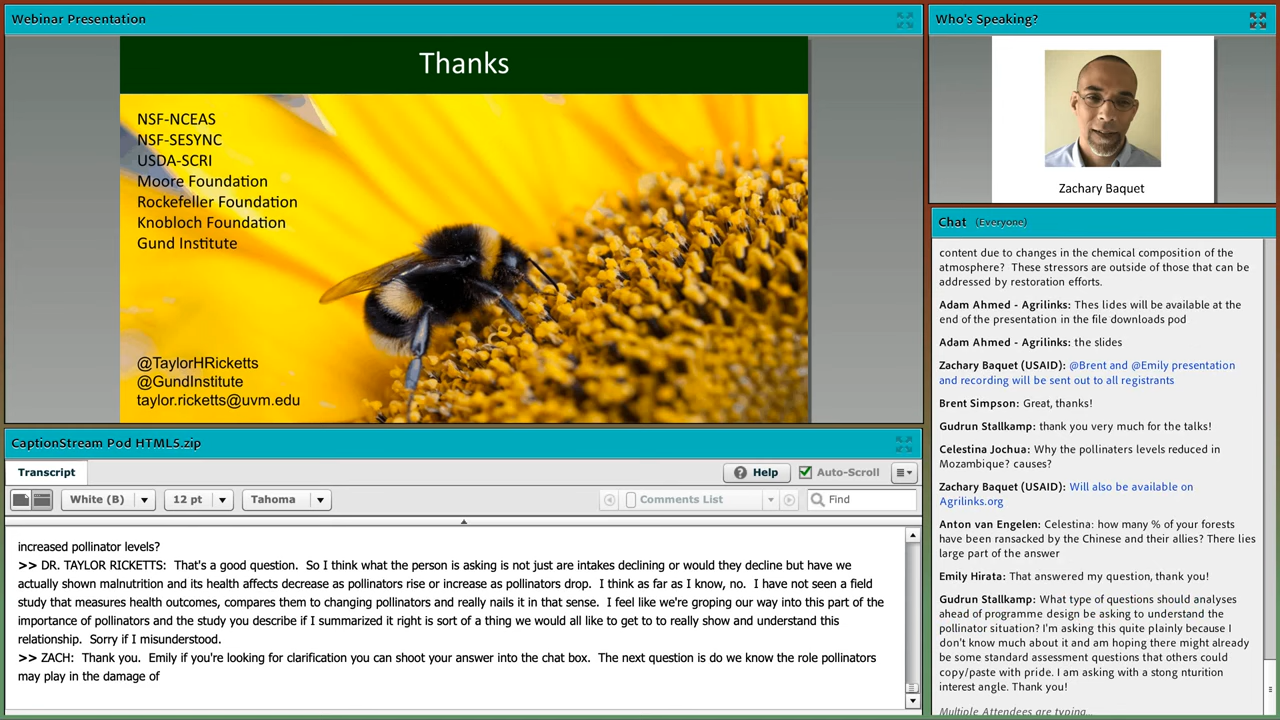 Webinar Presentation
Thanks
NSF-NCEAS
NSF-SESYNC
USDA-SCRI
Moore Foundation
Rockefeller Foundation
Knobloch Foundation
Gund Institute
@TaylorHRicketts
@GundInstitute
taylor.ricketts@uvm.edu
Who's Speaking?
Zachary Baquet
CaptionStream Pod HTML5.zip
Transcript
Help
Auto-Scroll
White (B)
12 pt
Tahoma
Comments List
Find
increased pollinator levels?
>> DR. TAYLOR RICKETTS:  That's a good question.  So I think what the person is asking is not just are intakes declining or would they decline but have we
actually shown malnutrition and its health affects decrease as pollinators rise or increase as pollinators drop.  I think as far as I know, no.  I have not seen a field
study that measures health outcomes, compares them to changing pollinators and really nails it in that sense.  I feel like we're groping our way into this part of the
importance of pollinators and the study you describe if I summarized it right is sort of a thing we would all like to get to to really show and understand this
relationship.  Sorry if I misunderstood.
>> ZACH:  Thank you.  Emily if you're looking for clarification you can shoot your answer into the chat box.  The next question is do we know the role pollinators
may play in the damage of
Chat (Everyone)
content due to changes in the chemical composition of the
atmosphere?  These stressors are outside of those that can be
addressed by restoration efforts.
Adam Ahmed - Agrilinks: Thes lides will be available at the
end of the presentation in the file downloads pod
Adam Ahmed - Agrilinks: the slides
Zachary Baquet (USAID): @Brent and @Emily presentation
and recording will be sent out to all registrants
Brent Simpson: Great, thanks!
Gudrun Stallkamp: thank you very much for the talks!
Celestina Jochua: Why the pollinaters levels reduced in
Mozambique? causes?
Zachary Baquet (USAID): Will also be available on
Agrilinks.org
Anton van Engelen: Celestina: how many % of your forests
have been ransacked by the Chinese and their allies? There lies
large part of the answer
Emily Hirata: That answered my question, thank you!
Gudrun Stallkamp: What type of questions should analyses
ahead of programme design be asking to understand the
pollinator situation? I'm asking this quite plainly because I
don't know much about it and am hoping there might already
be some standard assessment questions that others could
copy/paste with pride. I am asking with a stong nturition
interest angle. Thank you!
Multiple Attendees are typing...